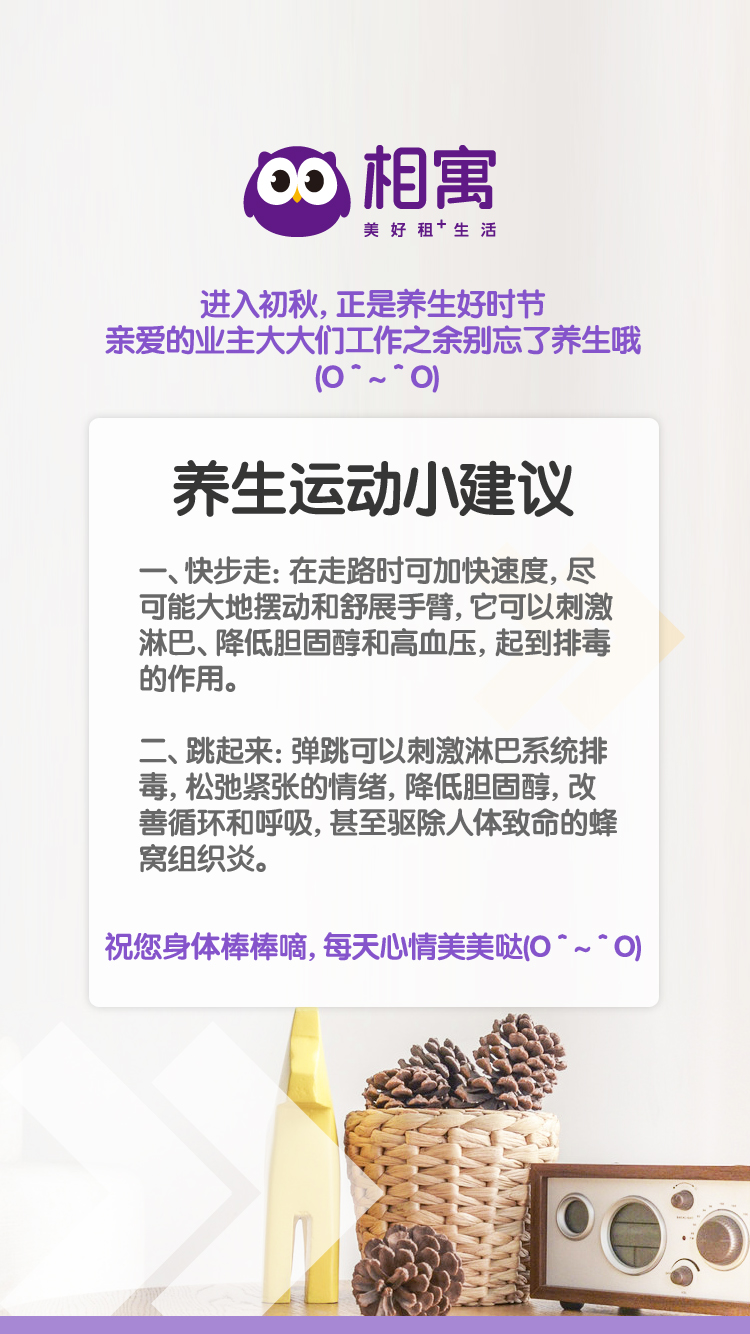 相寓
美好租+生活
进入初秋, 正是养生好时节
亲爱的业主大大们工作之余别忘了养生哦
(O＾~＾O)
养生运动小建议
一、快步走: 在走路时可加快速度, 尽
可能大地摆动和舒展手臂, 它可以刺激
淋巴、降低胆固醇和高血压, 起到排毒
的作用。
二、跳起来: 弹跳可以刺激淋巴系统排
毒, 松弛紧张的情绪, 降低胆固醇, 改
善循环和呼吸, 甚至驱除人体致命的蜂
窝组织炎。
祝您身体棒棒嘀, 每天心情美美哒(O＾~＾O)